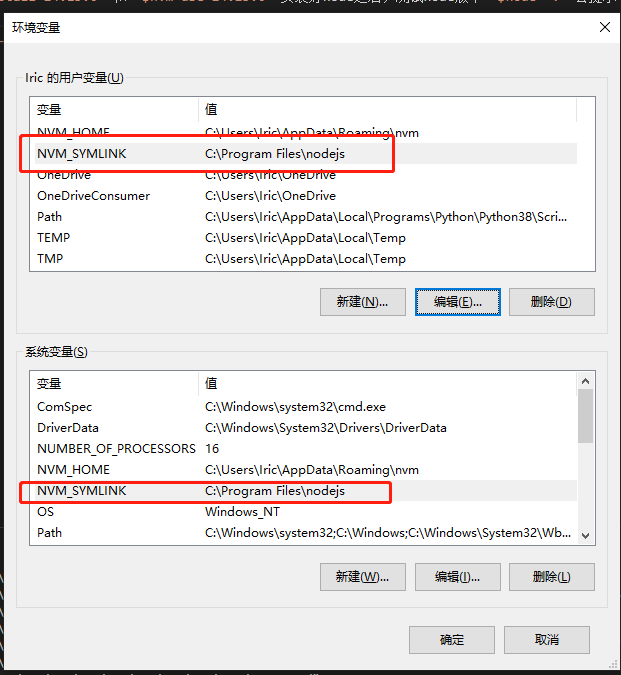 环境变量
Iric 的用户变量(U)
变量 值
NVM_HOME C:\Users\Iric\AppData\Roaming\nvm
NVM_SYMLINK C:\Program Files\nodejs
OneDrive C:\Users\Iric\OneDrive
OneDriveConsumer C:\Users\Iric\OneDrive
Path C:\Users\Iric\AppData\Local\Programs\Python\Python38\Scri...
TEMP C:\Users\Iric\AppData\Local\Temp
TMP C:\Users\Iric\AppData\Local\Temp
新建(N)... 编辑(E)... 删除(D)
系统变量(S)
变量 值
ComSpec C:\Windows\system32\cmd.exe
DriverData C:\Windows\System32\Drivers\DriverData
NUMBER_OF_PROCESSORS 16
NVM_HOME C:\Users\Iric\AppData\Roaming\nvm
NVM_SYMLINK C:\Program Files\nodejs
OS Windows_NT
Path C:\Windows\system32;C:\Windows;C:\Windows\System32\Wb...
新建(W)... 编辑(I)... 删除(L)
确定 取消